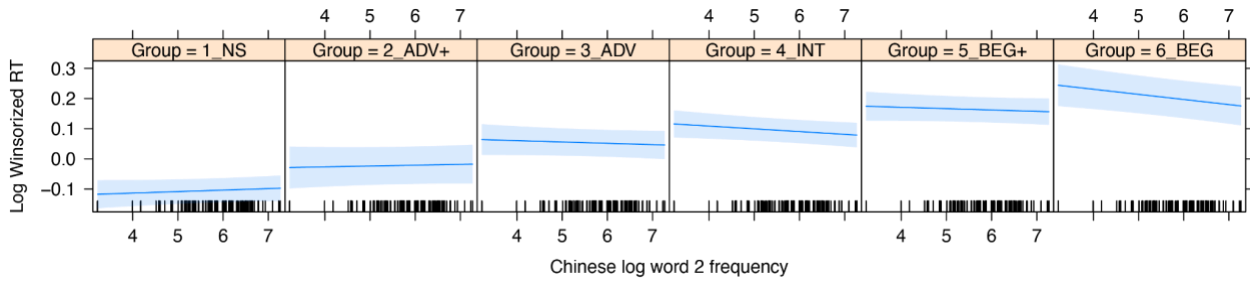 4 5 6 7 4 5 6 7 4 5 6 7
Group = 1_NS Group = 2_ADV+ Group = 3_ADV Group = 4_INT Group = 5_BEG+ Group = 6_BEG
Log Winsorized RT
0.3
0.2
0.1
0.0
−0.1
4 5 6 7 4 5 6 7 4 5 6 7
Chinese log word 2 frequency